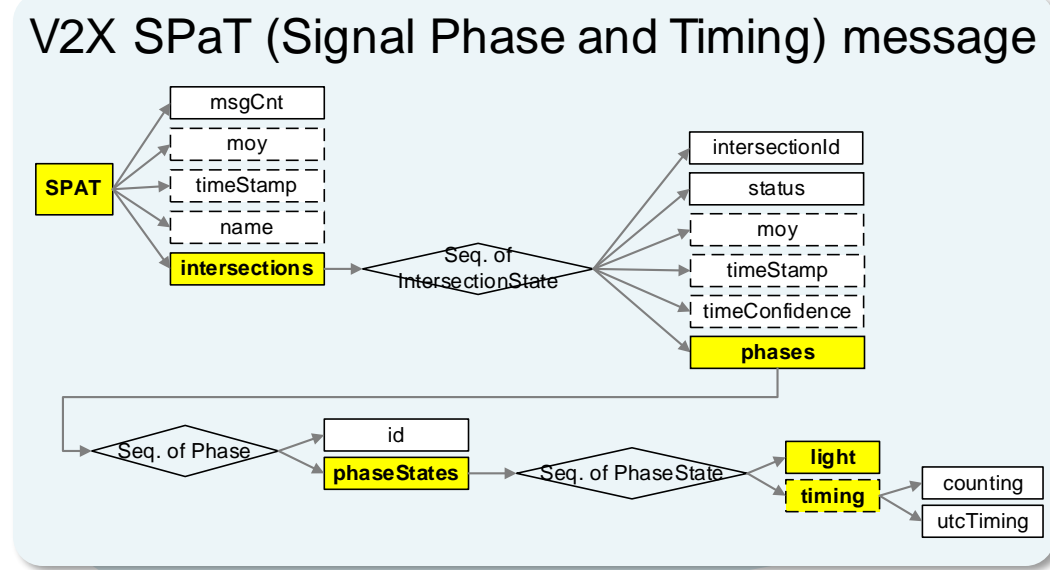 V2X SPaT (Signal Phase and Timing) message
SPAT
msgCnt
moy
timeStamp
name
intersections
Seq. of
IntersectionState
intersectionId
status
moy
timeStamp
timeConfidence
phases
Seq. of Phase
id
phaseStates
Seq. of PhaseState
light
timing
counting
utcTiming